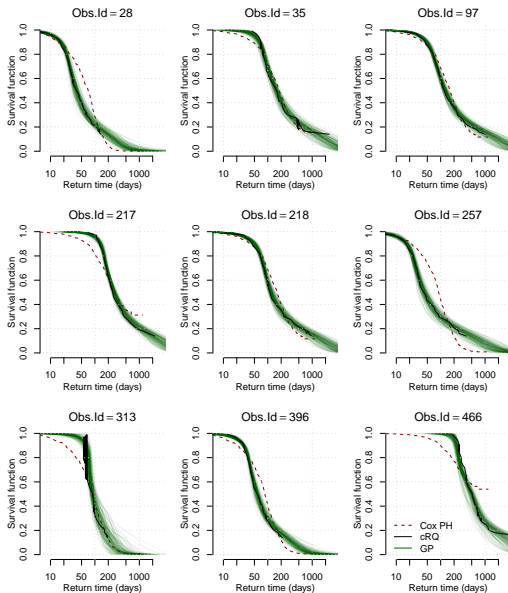 Obs.Id = 28
Obs.Id = 35
Obs.Id = 97
Survival function
0.0 0.2 0.4 0.6 0.8 1.0
10 50 200 1000
Return time (days)
Survival function
0.0 0.2 0.4 0.6 0.8 1.0
10 50 200 1000
Return time (days)
Survival function
0.0 0.2 0.4 0.6 0.8 1.0
10 50 200 1000
Return time (days)
Obs.Id = 217
Obs.Id = 218
Obs.Id = 257
Survival function
0.0 0.2 0.4 0.6 0.8 1.0
10 50 200 1000
Return time (days)
Survival function
0.0 0.2 0.4 0.6 0.8 1.0
10 50 200 1000
Return time (days)
Survival function
0.0 0.2 0.4 0.6 0.8 1.0
10 50 200 1000
Return time (days)
Obs.Id = 313
Obs.Id = 396
Obs.Id = 466
Survival function
0.0 0.2 0.4 0.6 0.8 1.0
10 50 200 1000
Return time (days)
Survival function
0.0 0.2 0.4 0.6 0.8 1.0
10 50 200 1000
Return time (days)
Survival function
0.0 0.2 0.4 0.6 0.8 1.0
Cox PH
cRQ
GP
10 50 200 1000
Return time (days)